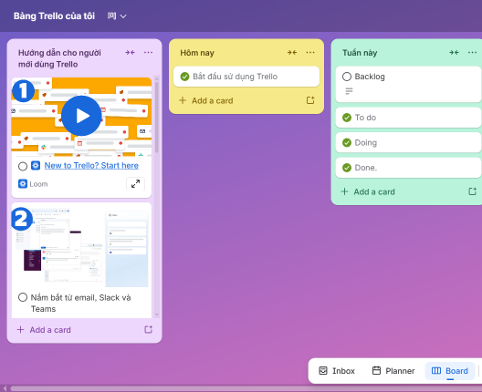 Bảng Trello của tôi
Hướng dẫn cho người
mới dùng Trello
1
New to Trello? Start here
Loom
2
Nắm bắt từ email, Slack và
Teams
Add a card
Hôm nay
Bắt đầu sử dụng Trello
Add a card
Tuần này
Backlog
To do
Doing
Done.
Add a card
Inbox
Planner
Board